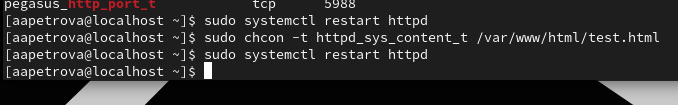 pegasus_http_port_t tcp 5988
[aapetrova@localhost ~]$ sudo systemctl restart httpd
[aapetrova@localhost ~]$ sudo chcon -t httpd_sys_content_t /var/www/html/test.html
[aapetrova@localhost ~]$ sudo systemctl restart httpd
[aapetrova@localhost ~]$